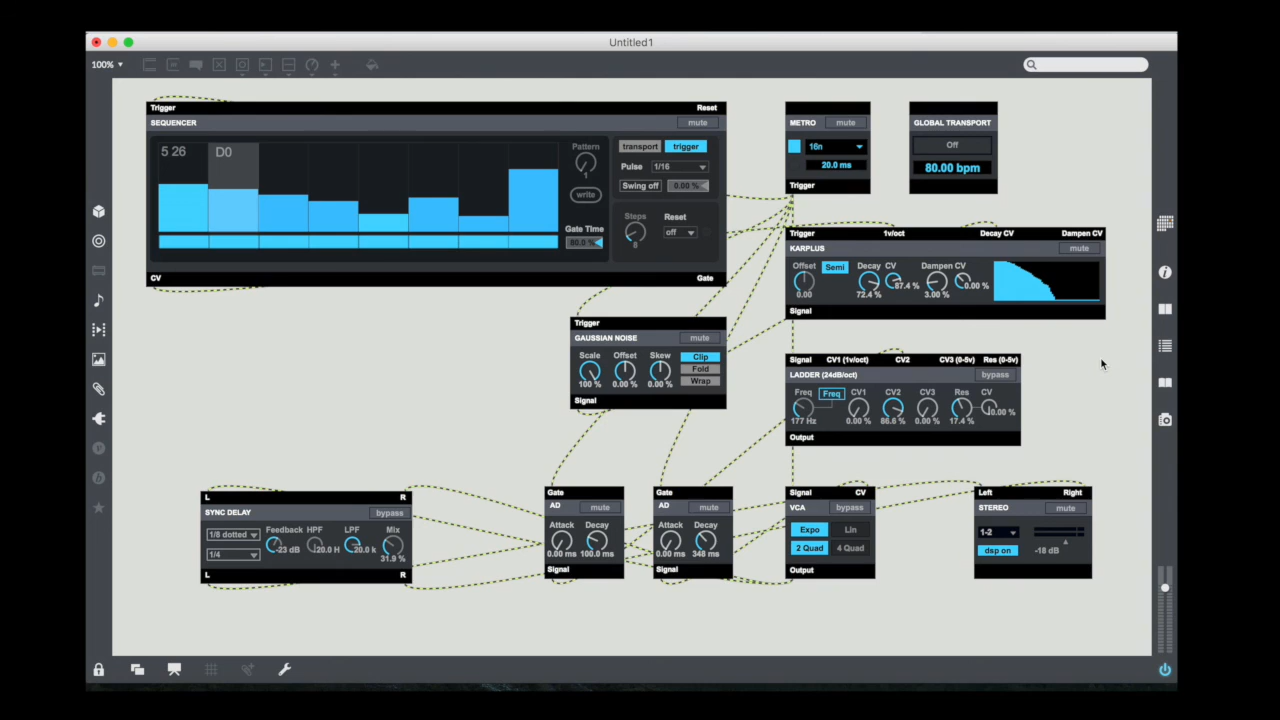 Untitled1
100%
Trigger Reset
SEQUENCER mute
5 26 D0
Pattern
1
write
Gate Time
80.0 %
transport trigger
Pulse 1/16
Swing off 0.00 %
Steps Reset
8 off
CV Gate
METRO mute
16n
20.0 ms
Trigger
GLOBAL TRANSPORT
Off
80.00 bpm
Trigger 1v/oct Decay CV Dampen CV
KARPLUS mute
Offset Semi Decay CV Dampen CV
0.00 72.4 % 87.4 % 3.00 % 0.00 %
Signal
Trigger
GAUSSIAN NOISE mute
Scale Offset Skew Clip
Fold
Wrap
100 % 0.00 % 0.00 %
Signal
Signal CV1 (1v/oct) CV2 CV3 (0-5v) Res (0-5v)
LADDER (24dB/oct) bypass
Freq Freq CV1 CV2 CV3 Res CV
177 Hz 0.00 % 86.6 % 0.00 % 17.4 % 0.00 %
Output
L R
SYNC DELAY bypass
1/8 dotted Feedback HPF LPF Mix
1/4 -23 dB 20.0 H 20.0 k 31.9 %
L R
Gate
AD mute
Attack Decay
0.00 ms 100.0 ms
Signal
Gate
AD mute
Attack Decay
0.00 ms 348 ms
Signal
Signal CV
VCA bypass
Expo Lin
2 Quad 4 Quad
Output
Left Right
STEREO mute
1-2
dsp on -18 dB